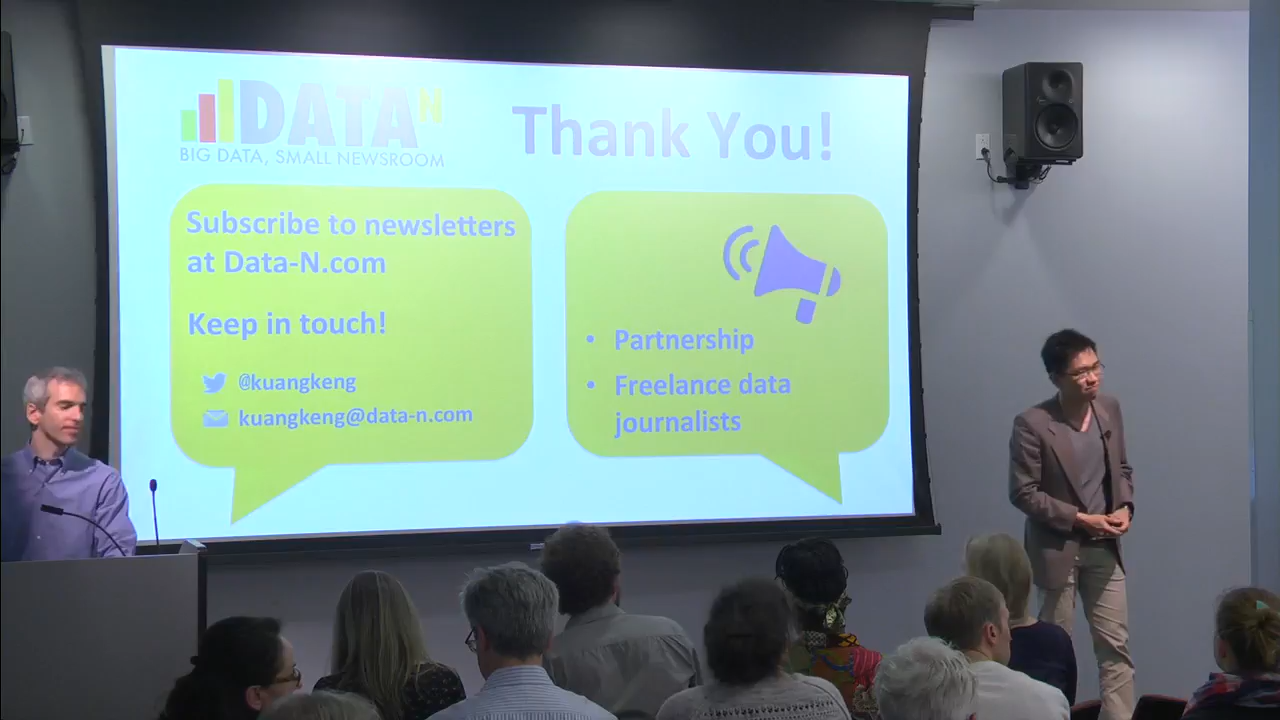 DATAN
BIG DATA, SMALL NEWSROOM
Thank You!
Subscribe to newsletters
at Data-N.com
Keep in touch!
@kuangkeng
kuangkeng@data-n.com
• Partnership
• Freelance data
journalists